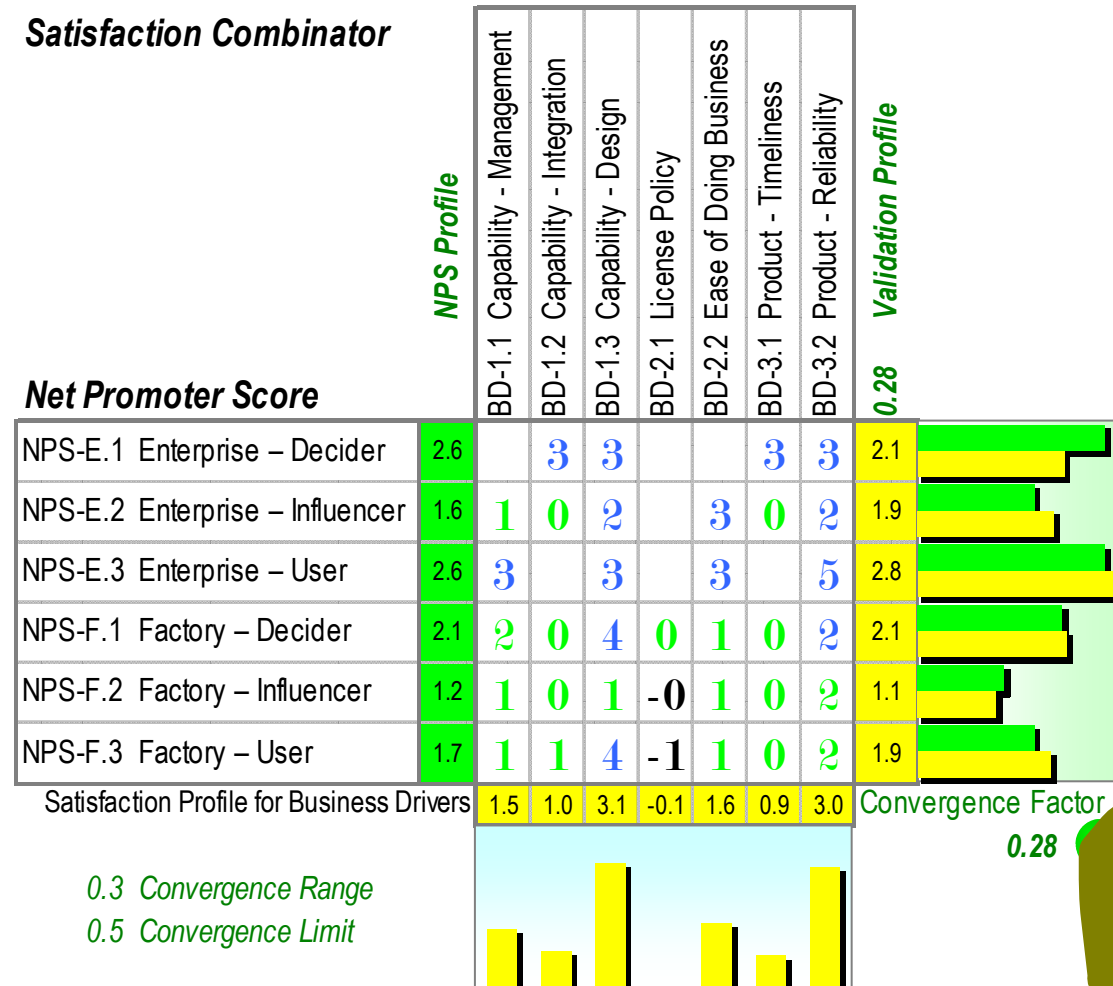 Satisfaction Combinator
NPS Profile
BD-1.1 Capability - Management
BD-1.2 Capability - Integration
BD-1.3 Capability - Design
BD-2.1 License Policy
BD-2.2 Ease of Doing Business
BD-3.1 Product - Timeliness
BD-3.2 Product - Reliability
0.28 Validation Profile
Net Promoter Score
NPS-E.1 Enterprise – Decider 2.6 3 3 3 3 2.1
NPS-E.2 Enterprise – Influencer 1.6 1 0 2 3 0 2 1.9
NPS-E.3 Enterprise – User 2.6 3 3 3 5 2.8
NPS-F.1 Factory – Decider 2.1 2 0 4 0 1 0 2 2.1
NPS-F.2 Factory – Influencer 1.2 1 0 1 -0 1 0 2 1.1
NPS-F.3 Factory – User 1.7 1 1 4 -1 1 0 2 1.9
Satisfaction Profile for Business Drivers 1.5 1.0 3.1 -0.1 1.6 0.9 3.0 Convergence Factor
0.28
0.3 Convergence Range
0.5 Convergence Limit